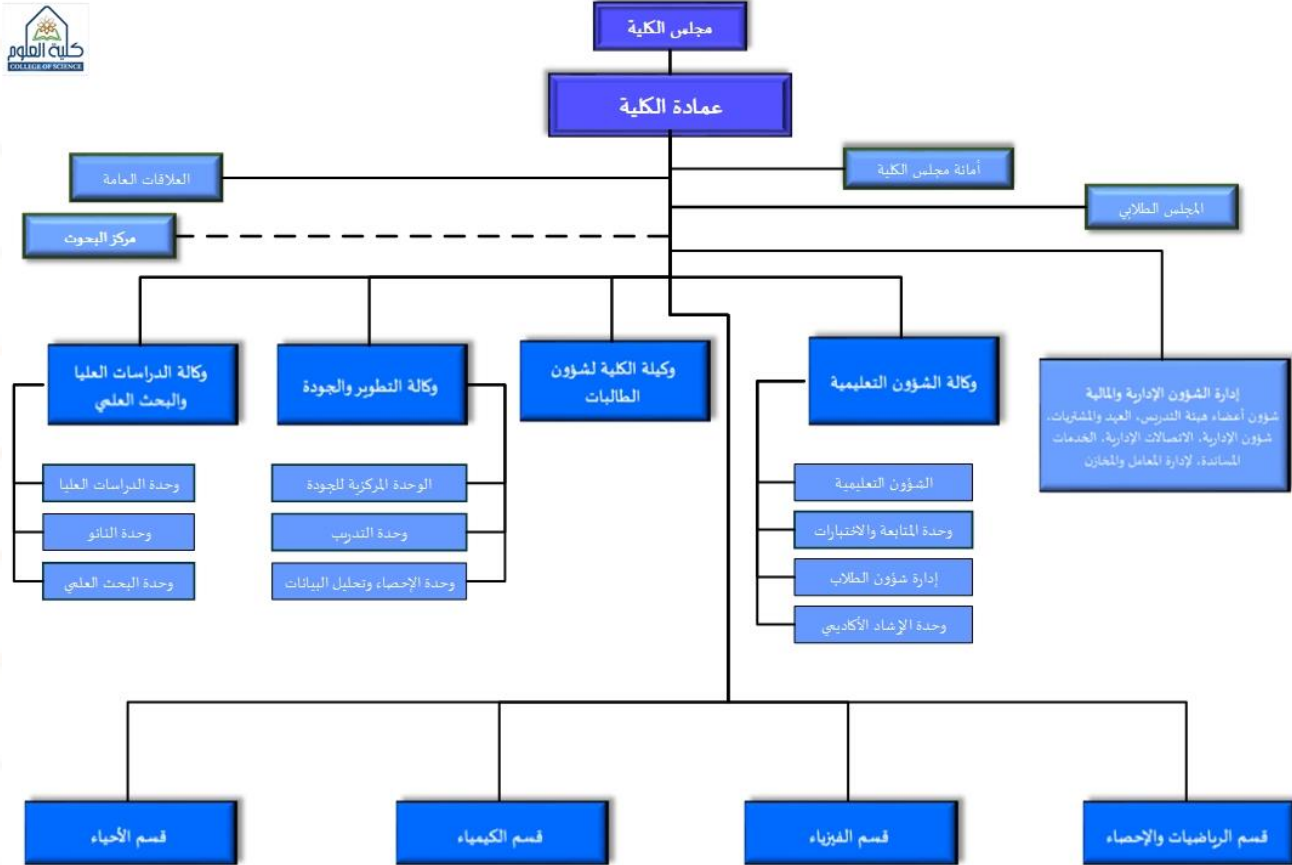 كلية العلوم
COLLEGE OF SCIENCE
مجلس الكلية
عمادة الكلية
أمانة مجلس الكلية
العلاقات العامة
المجلس الطلابي
مركز البحوث
إدارة الشؤون الإدارية والمالية
شؤون أعضاء هيئة التدريس، العهد والمشتريات،
شؤون الإدارية، الاتصالات الإدارية، الخدمات
المساندة، لإدارة المعامل والمخازن
وكالة الشؤون التعليمية
الشؤون التعليمية
وحدة المتابعة والاختبارات
إدارة شؤون الطلاب
وحدة الإرشاد الأكاديمي
وكيلة الكلية لشؤون
الطالبات
وكالة التطوير والجودة
الوحدة المركزية للجودة
وحدة التدريب
وحدة الإحصاء وتحليل البيانات
وكالة الدراسات العليا
والبحث العلمي
وحدة الدراسات العليا
وحدة النانو
وحدة البحث العلمي
قسم الرياضيات والإحصاء
قسم الفيزياء
قسم الكيمياء
قسم الأحياء